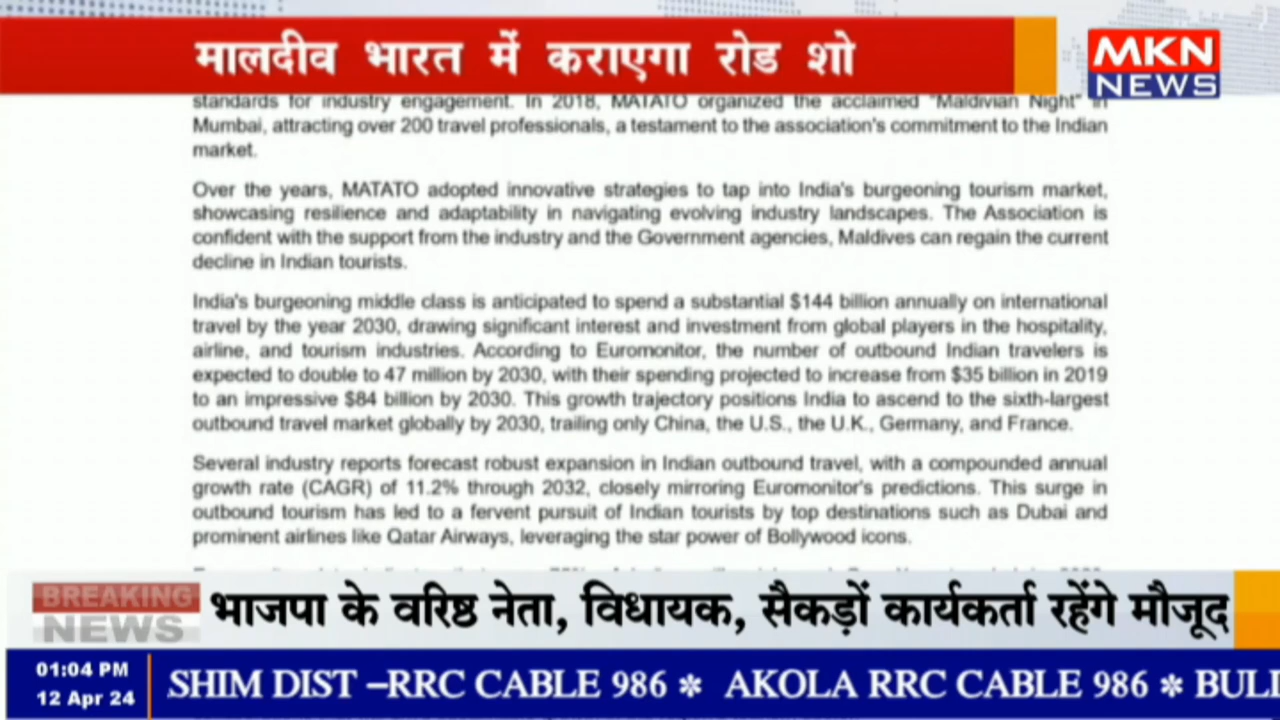 मालदीव भारत में कराएगा रोड शो
MKN
NEWS
standards for industry engagement. In 2018, MATATO organized the acclaimed "Maldivian Night" in
Mumbai, attracting over 200 travel professionals, a testament to the association's commitment to the Indian
market.
Over the years, MATATO adopted innovative strategies to tap into India's burgeoning tourism market,
showcasing resilience and adaptability in navigating evolving industry landscapes. The Association is
confident with the support from the industry and the Government agencies, Maldives can regain the current
decline in Indian tourists.
India's burgeoning middle class is anticipated to spend a substantial $144 billion annually on international
travel by the year 2030, drawing significant interest and investment from global players in the hospitality,
airline, and tourism industries. According to Euromonitor, the number of outbound Indian travelers is
expected to double to 47 million by 2030, with their spending projected to increase from $35 billion in 2019
to an impressive $84 billion by 2030. This growth trajectory positions India to ascend to the sixth-largest
outbound travel market globally by 2030, trailing only China, the U.S., the U.K., Germany, and France.
Several industry reports forecast robust expansion in Indian outbound travel, with a compounded annual
growth rate (CAGR) of 11.2% through 2032, closely mirroring Euromonitor's predictions. This surge in
outbound tourism has led to a fervent pursuit of Indian tourists by top destinations such as Dubai and
prominent airlines like Qatar Airways, leveraging the star power of Bollywood icons.
BREAKING
NEWS
भाजपा के वरिष्ठ नेता, विधायक, सैकड़ों कार्यकर्ता रहेंगे मौजूद
01:04 PM
12 Apr 24
SHIM DIST –RRC CABLE 986 * AKOLA RRC CABLE 986 * BUL